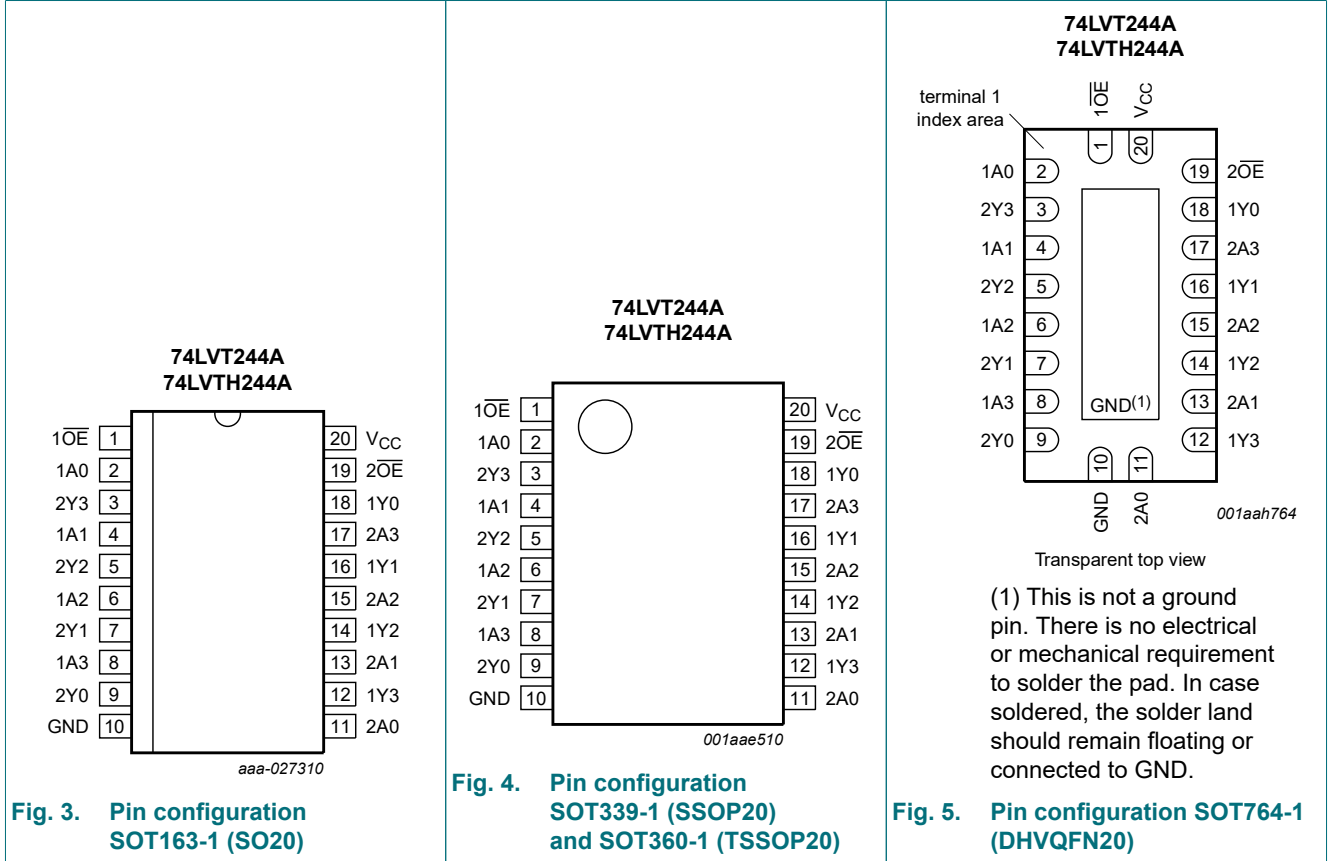 74LVT244A
74LVTH244A
1O̅E̅ 1
1A0 2
2Y3 3
1A1 4
2Y2 5
1A2 6
2Y1 7
1A3 8
2Y0 9
GND 10
20 VCC
19 2O̅E̅
18 1Y0
17 2A3
16 1Y1
15 2A2
14 1Y2
13 2A1
12 1Y3
11 2A0
aaa-027310
Fig. 3. Pin configuration
SOT163-1 (SO20)
74LVT244A
74LVTH244A
1O̅E̅ 1
1A0 2
2Y3 3
1A1 4
2Y2 5
1A2 6
2Y1 7
1A3 8
2Y0 9
GND 10
20 VCC
19 2O̅E̅
18 1Y0
17 2A3
16 1Y1
15 2A2
14 1Y2
13 2A1
12 1Y3
11 2A0
001aae510
Fig. 4. Pin configuration
SOT339-1 (SSOP20)
and SOT360-1 (TSSOP20)
74LVT244A
74LVTH244A
terminal 1
index area
1O̅E̅ 1
VCC 20
1A0 2
2Y3 3
1A1 4
2Y2 5
1A2 6
2Y1 7
1A3 8
2Y0 9
19 2O̅E̅
18 1Y0
17 2A3
16 1Y1
15 2A2
14 1Y2
13 2A1
12 1Y3
GND(1)
GND 10
2A0 11
001aah764
Transparent top view
(1) This is not a ground
pin. There is no electrical
or mechanical requirement
to solder the pad. In case
soldered, the solder land
should remain floating or
connected to GND.
Fig. 5. Pin configuration SOT764-1
(DHVQFN20)